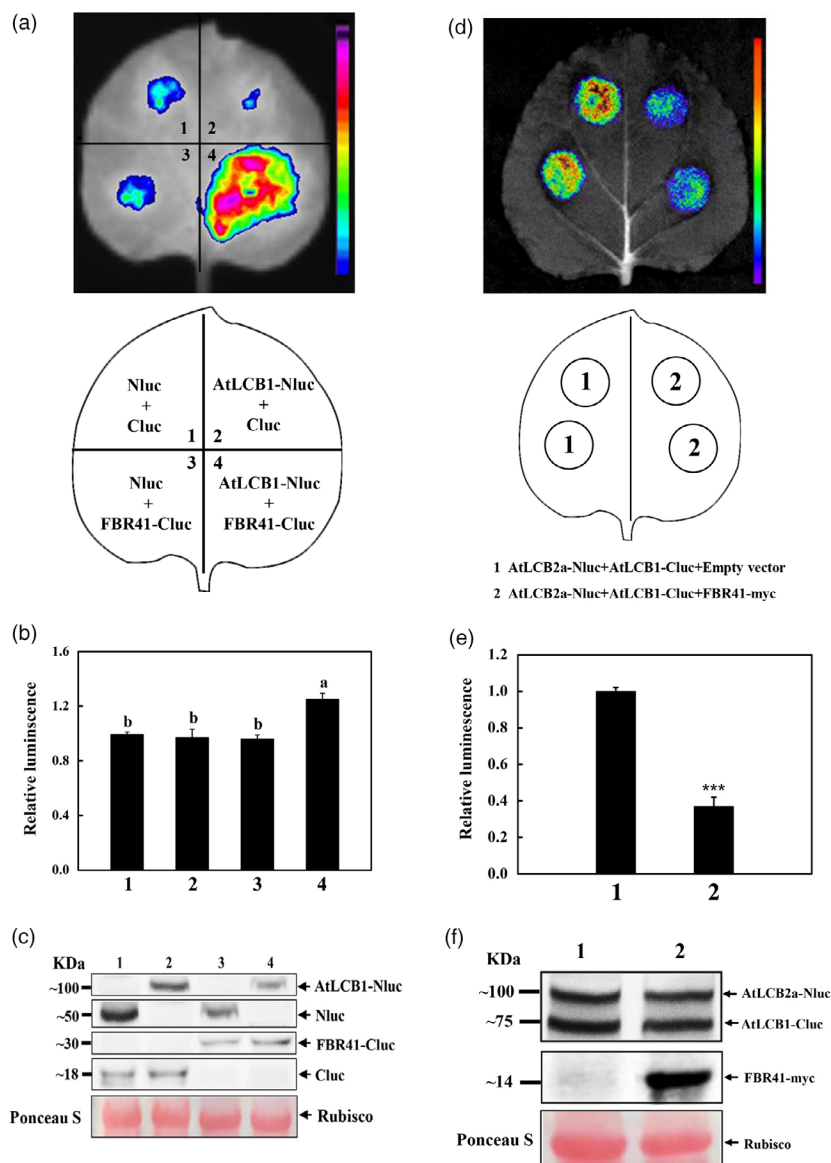 (a)
1 2
3 4
Nluc
+
Cluc
AtLCB1-Nluc
+
Cluc
1 2
3 4
Nluc
+
FBR41-Cluc
AtLCB1-Nluc
+
FBR41-Cluc
(b)
Relative luminscence
1.6
1.2
0.8
0.4
0.0
b
b
b
a
1 2 3 4
(c)
KDa
1 2 3 4
~100
AtLCB1-Nluc
~50
Nluc
~30
FBR41-Cluc
~18
Cluc
Ponceau S
Rubisco
(d)
1 2
1 2
1 AtLCB2a-Nluc+AtLCB1-Cluc+Empty vector
2 AtLCB2a-Nluc+AtLCB1-Cluc+FBR41-myc
(e)
Relative luminescence
1.2
1.0
0.8
0.6
0.4
0.2
0.0
***
1 2
(f)
KDa
1 2
~100
AtLCB2a-Nluc
~75
AtLCB1-Cluc
~14
FBR41-myc
Ponceau S
Rubisco